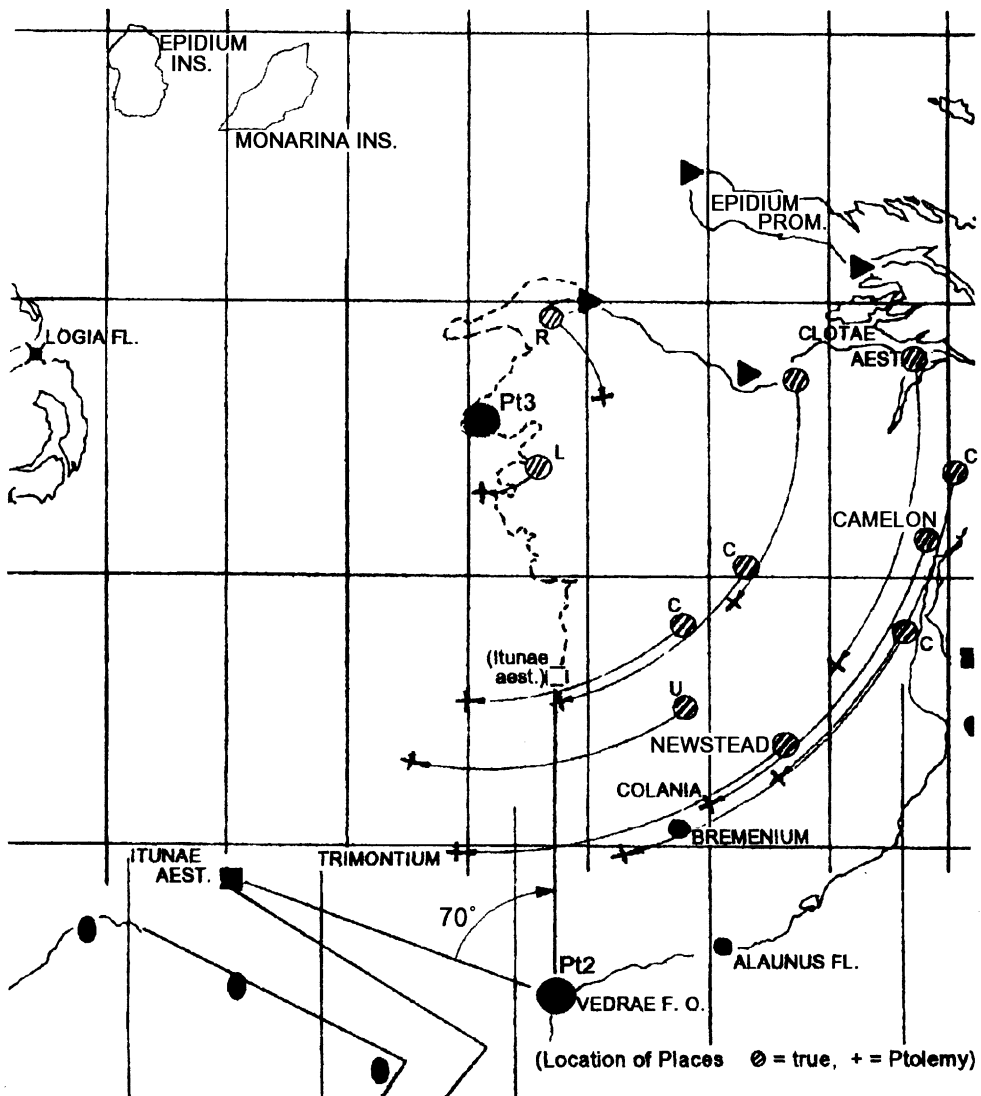 EPIDIUM
INS.
MONARINA INS.
EPIDIUM
PROM.
LOGIA FL.
R
CLOTAE
AEST.
Pt3
L
C
CAMELON
C
C
C
(Itunae
aest.)
U
NEWSTEAD
COLANIA
BREMENIUM
TRIMONTIUM
ITUNAE
AEST.
70°
Pt2
ALAUNUS FL.
VEDRAE F. O.
(Location of Places ⊘ = true, + = Ptolemy)